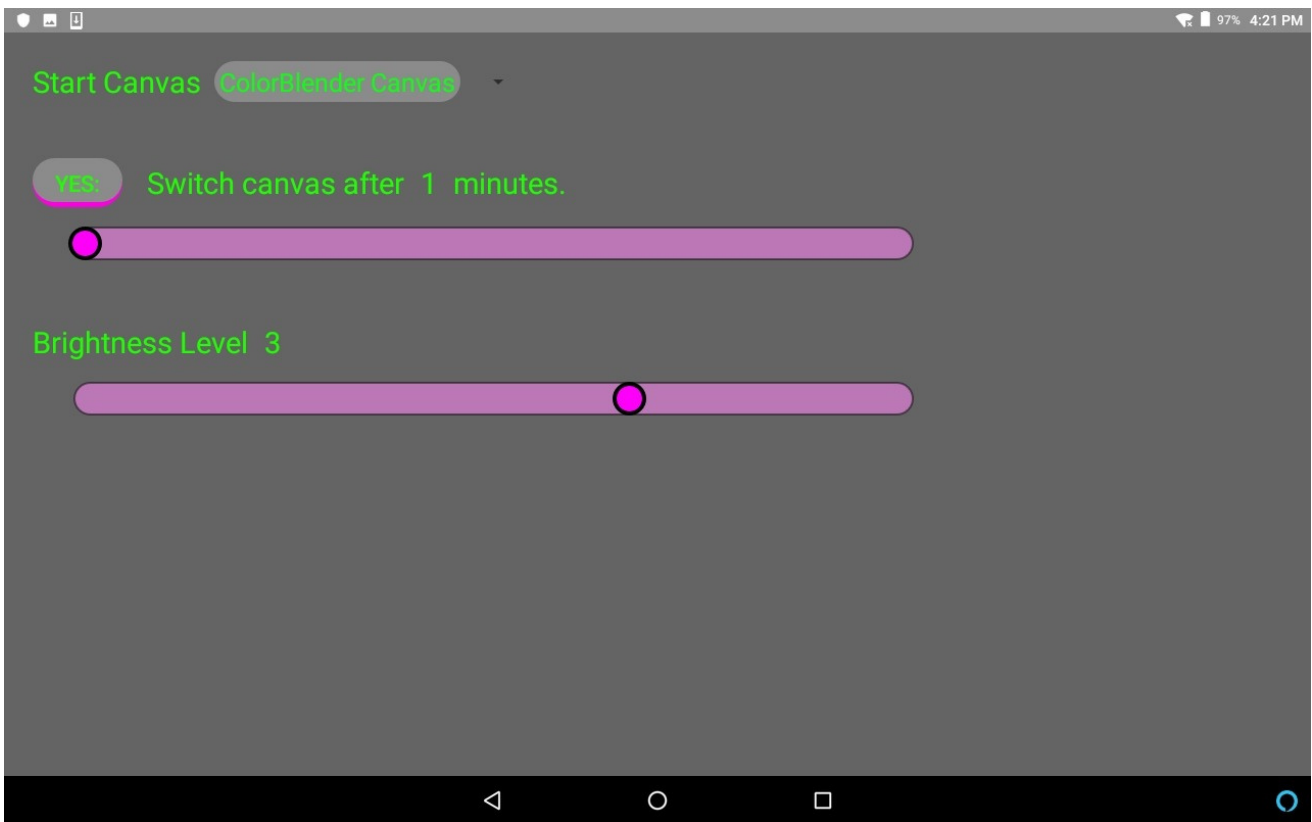 97% 4:21 PM
Start Canvas ColorBlender Canvas
YES: Switch canvas after 1 minutes.
Brightness Level 3